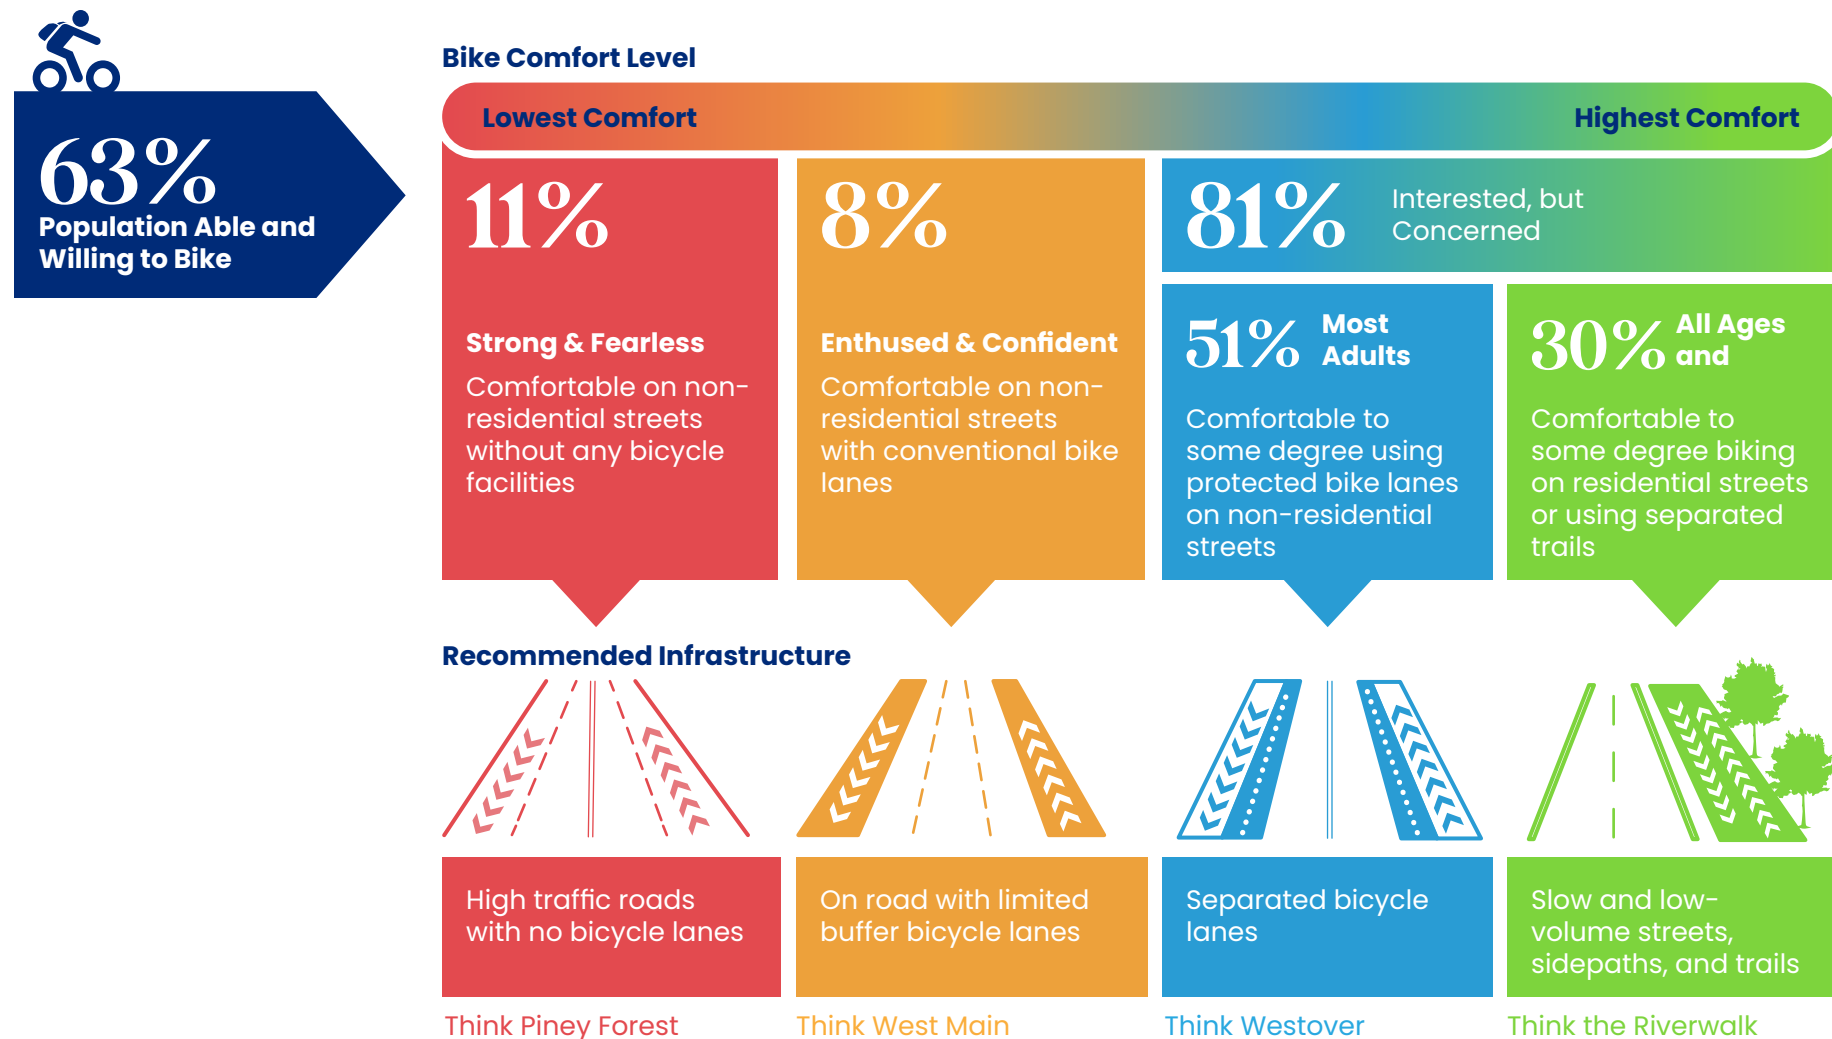 63%
Population Able and
Willing to Bike
Bike Comfort Level
Lowest Comfort
Highest Comfort
11%
Strong & Fearless
Comfortable on non-
residential streets
without any bicycle
facilities
8%
Enthused & Confident
Comfortable on non-
residential streets
with conventional bike
lanes
81%
Interested, but
Concerned
51%
Most
Adults
Comfortable to
some degree using
protected bike lanes
on non-residential
streets
30%
All Ages
and
Comfortable to
some degree biking
on residential streets
or using separated
trails
Recommended Infrastructure
High traffic roads
with no bicycle lanes
Think Piney Forest
On road with limited
buffer bicycle lanes
Think West Main
Separated bicycle
lanes
Think Westover
Slow and low-
volume streets,
sidepaths, and trails
Think the Riverwalk